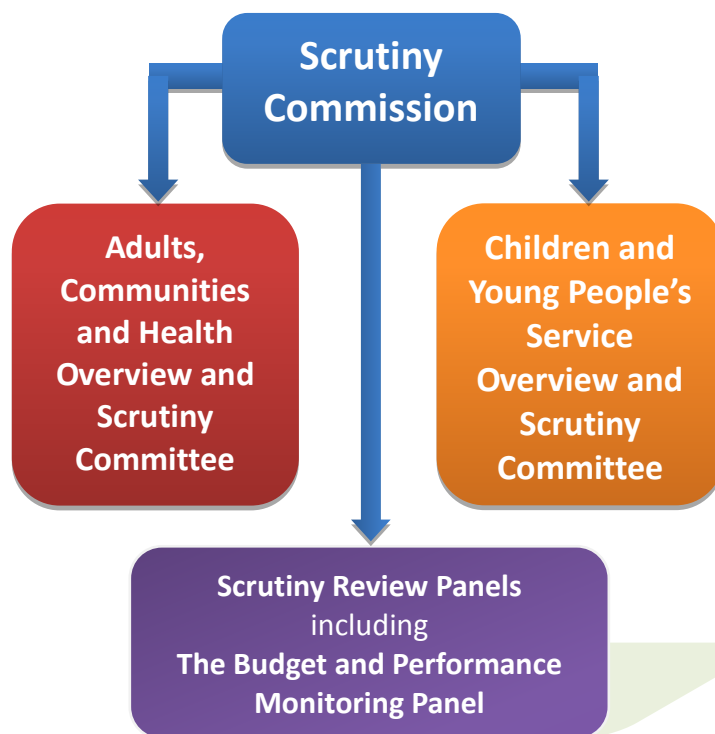 Scrutiny
Commission
Adults,
Communities
and Health
Overview and
Scrutiny
Committee
Children and
Young People’s
Service
Overview and
Scrutiny
Committee
Scrutiny Review Panels
including
The Budget and Performance
Monitoring Panel